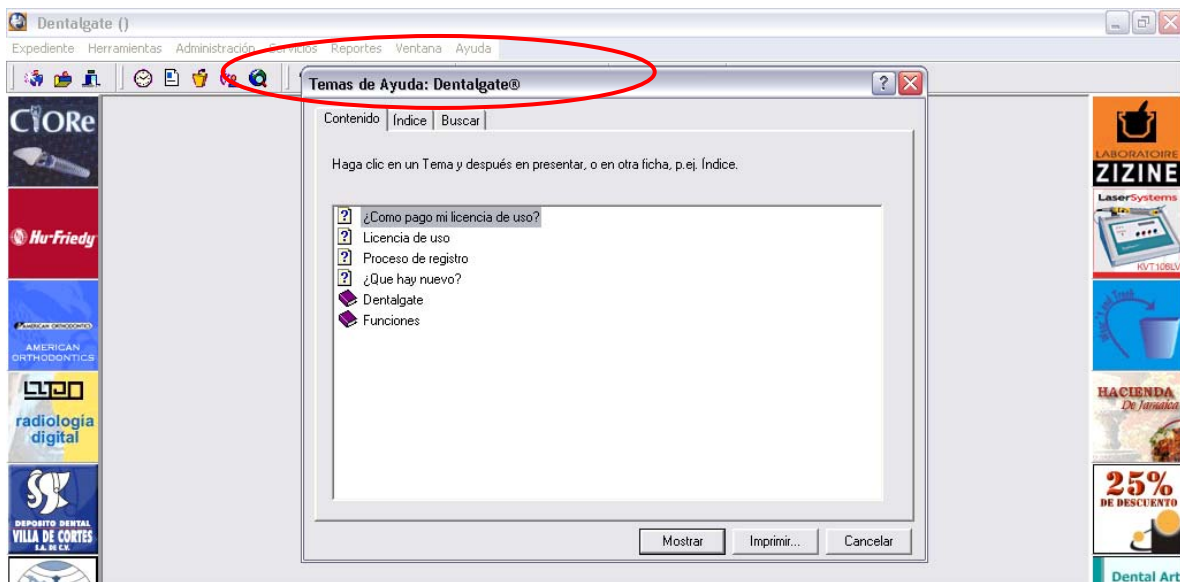 Dentalgate ()
Expediente Herramientas Administración Servicios Reportes Ventana Ayuda
Temas de Ayuda: Dentalgate®
Contenido Índice Buscar
Haga clic en un Tema y después en presentar, o en otra ficha, p.ej. Índice.
¿Como pago mi licencia de uso?
Licencia de uso
Proceso de registro
¿Que hay nuevo?
Dentalgate
Funciones
Mostrar Imprimir... Cancelar
CIORe
Hu-Friedy
AMERICAN ORTHODONTICS
AMERICAN
ORTHODONTICS
radiología
digital
DEPOSITO DENTAL
VILLA DE CORTES
S.A. DE C.V.
LABORATOIRE
ZIZINE
LaserSystems
KVT108LV
HACIENDA
De Jamaica
25%
DE DESCUENTO
Dental Art